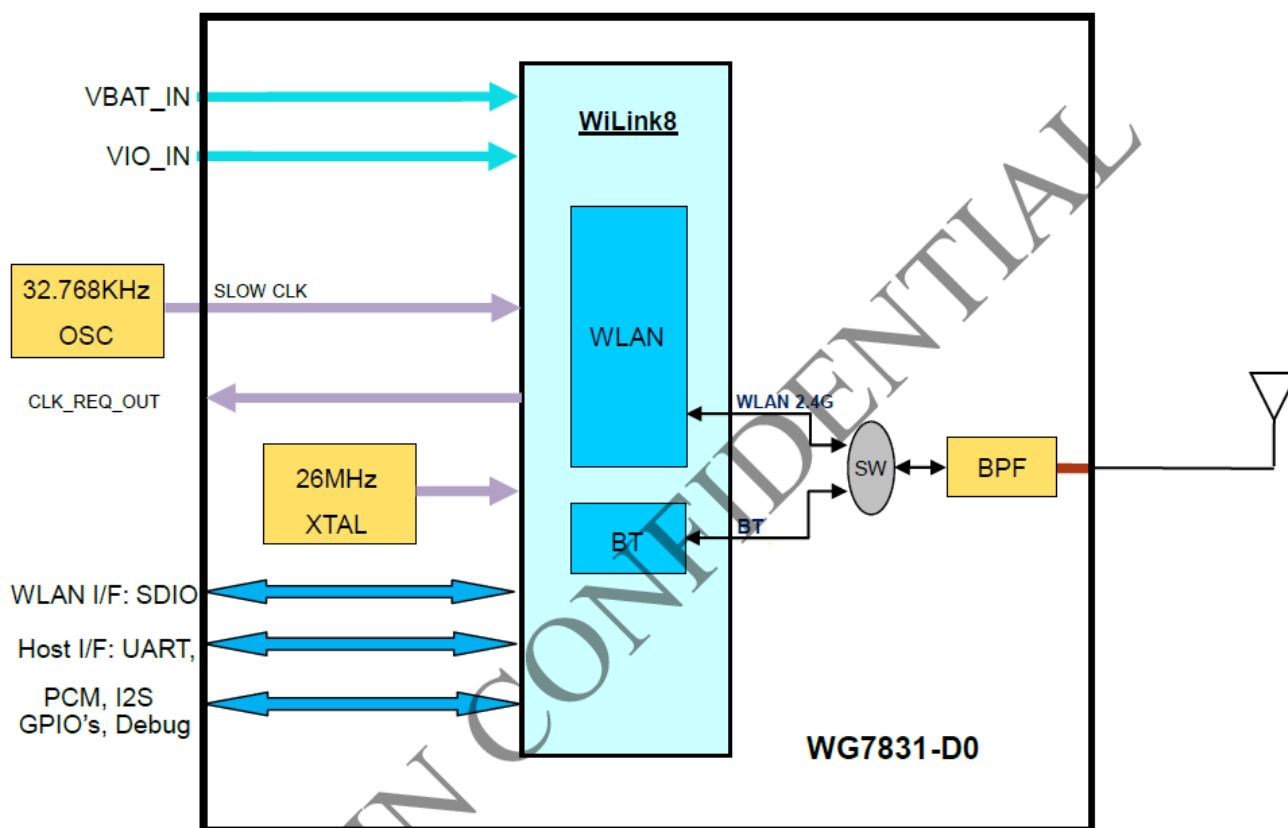 VBAT_IN
VIO_IN
WiLink8
32.768KHz
OSC
SLOW CLK
WLAN
CLK_REQ_OUT
WLAN 2.4G
26MHz
XTAL
SW
BPF
BT
BT
WLAN I/F: SDIO
Host I/F: UART,
PCM, I2S
GPIO's, Debug
WG7831-D0
CONFIDENTIAL